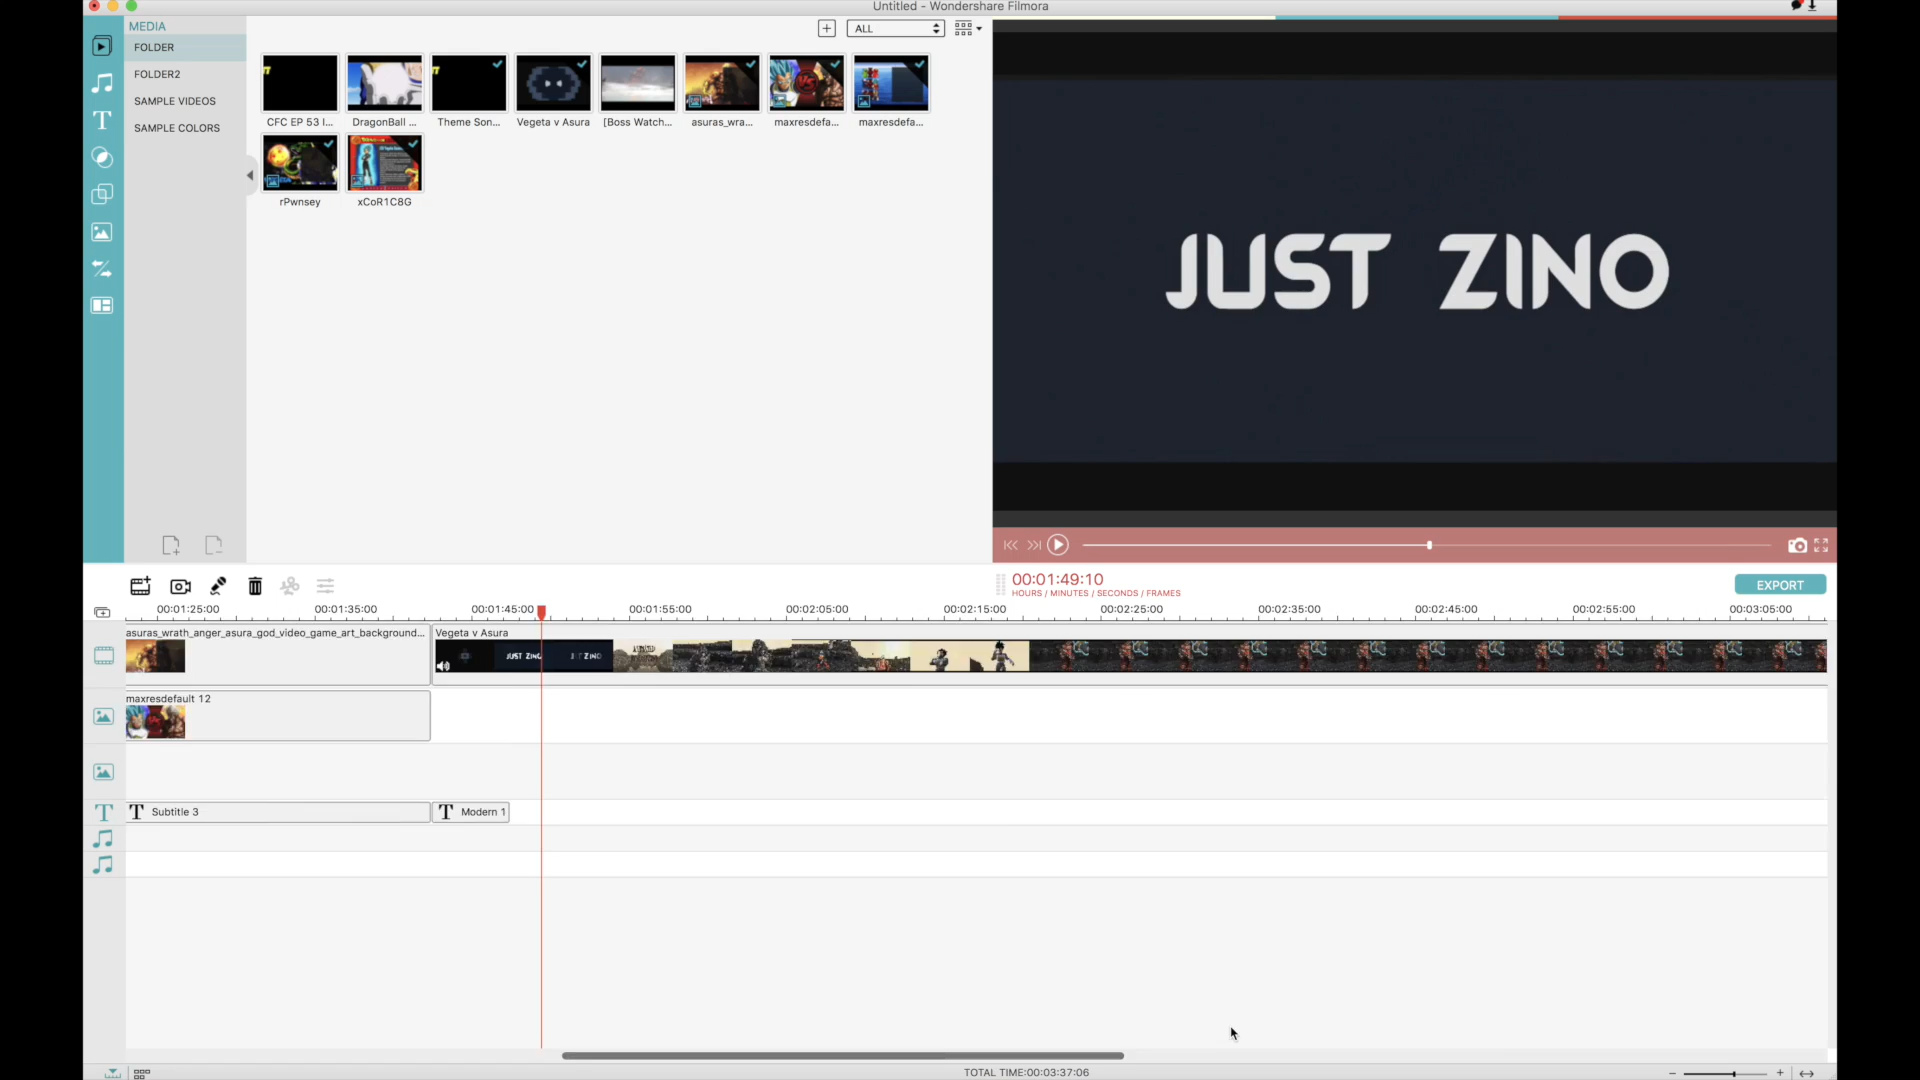 Untitled - Wondershare Filmora
MEDIA
FOLDER
FOLDER2
SAMPLE VIDEOS
SAMPLE COLORS
ALL
CFC EP 53 I...
DragonBall ...
Theme Son...
Vegeta v Asura
[Boss Watch...
asuras_wra...
maxresdefa...
maxresdefa...
rPwnsey
xCoR1C8G
JUST ZINO
00:01:49:10
HOURS / MINUTES / SECONDS / FRAMES
EXPORT
00:01:25:00
00:01:35:00
00:01:45:00
00:01:55:00
00:02:05:00
00:02:15:00
00:02:25:00
00:02:35:00
00:02:45:00
00:02:55:00
00:03:05:00
asuras_wrath_anger_asura_god_video_game_art_background...
Vegeta v Asura
JUST ZINO
maxresdefault 12
T Subtitle 3
T Modern 1
TOTAL TIME:00:03:37:06